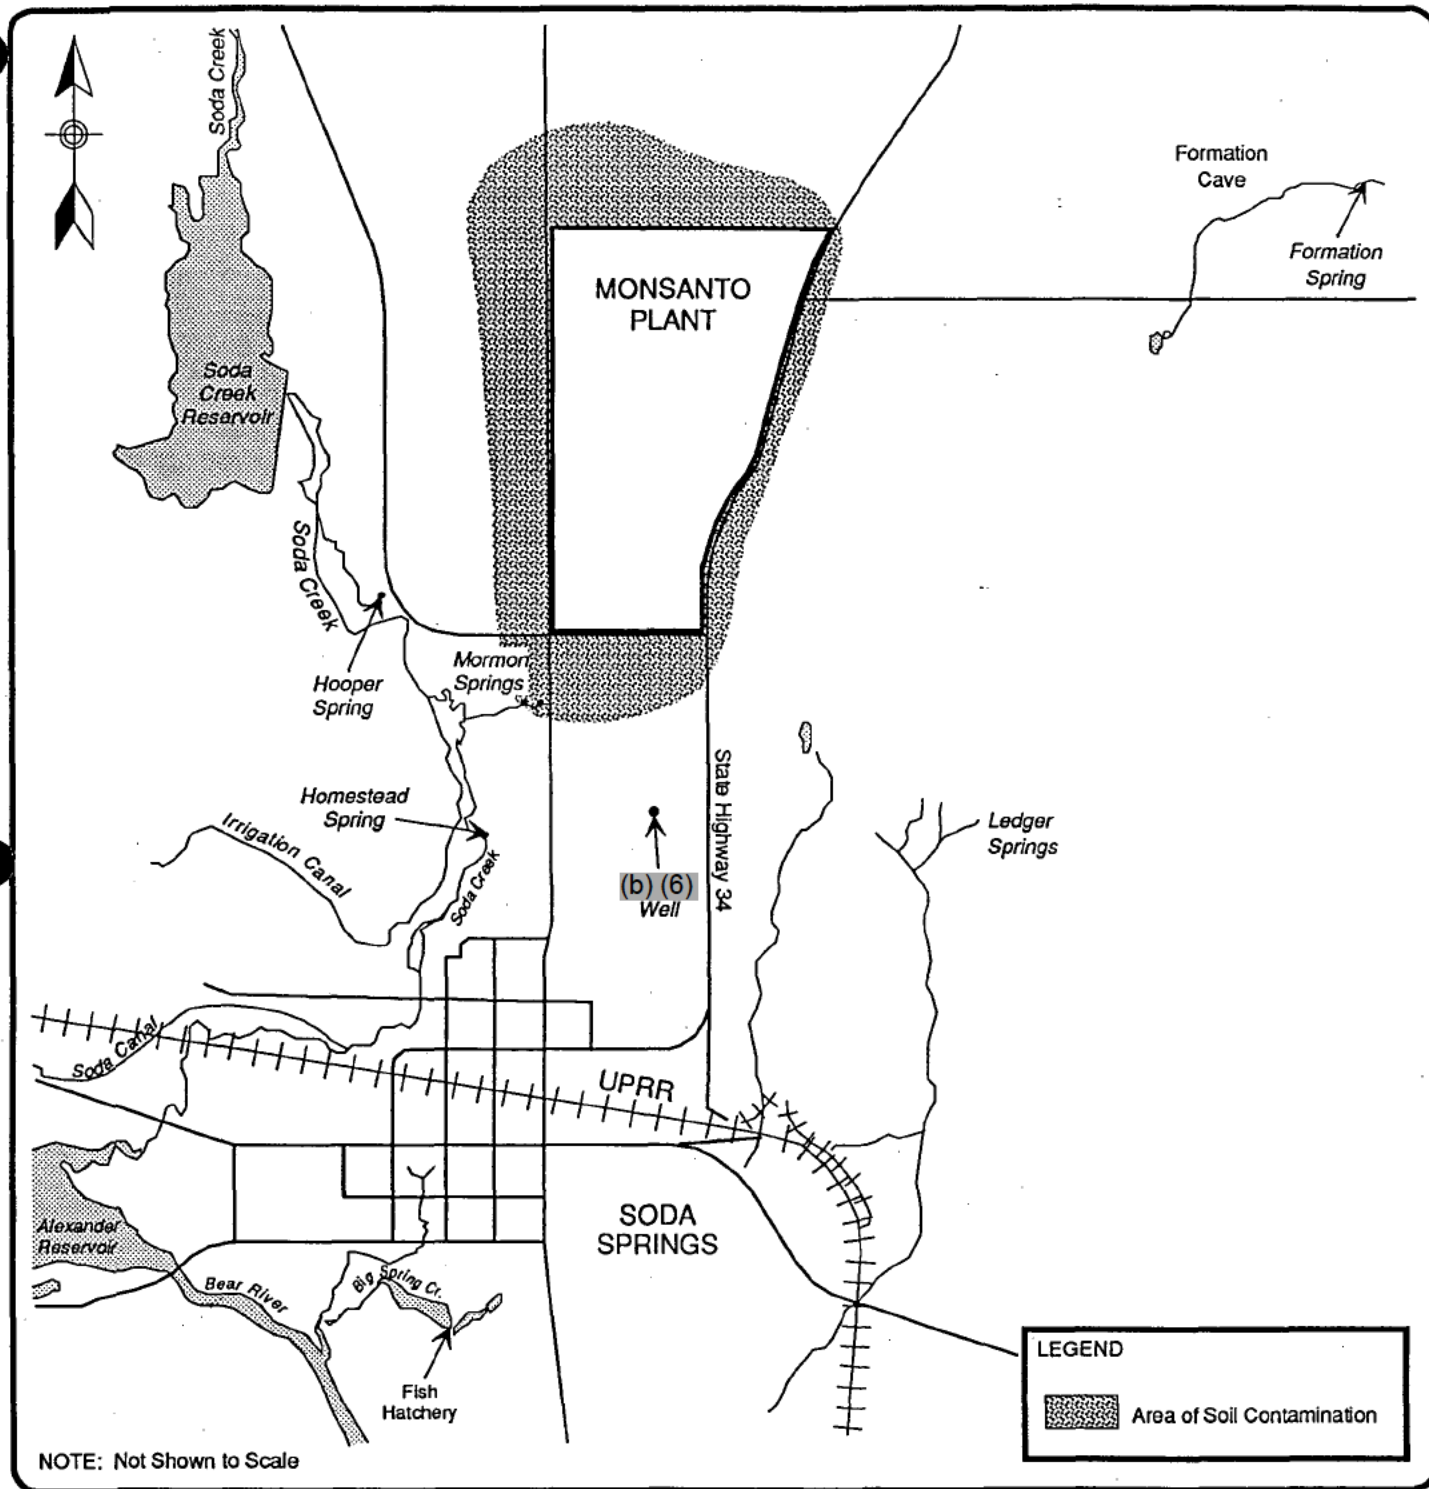 Soda Creek
Formation
Cave
Formation
Spring
MONSANTO
PLANT
Soda
Creek
Reservoir
Soda Creek
Mormon
Springs
Hooper
Spring
State Highway 34
Homestead
Spring
Irrigation Canal
Soda Creek
Ledger
Springs
(b) (6)
Well
Soda Canal
UPRR
Alexander
Reservoir
SODA
SPRINGS
Bear River
Big Spring Cr.
Fish
Hatchery
LEGEND
Area of Soil Contamination
NOTE: Not Shown to Scale